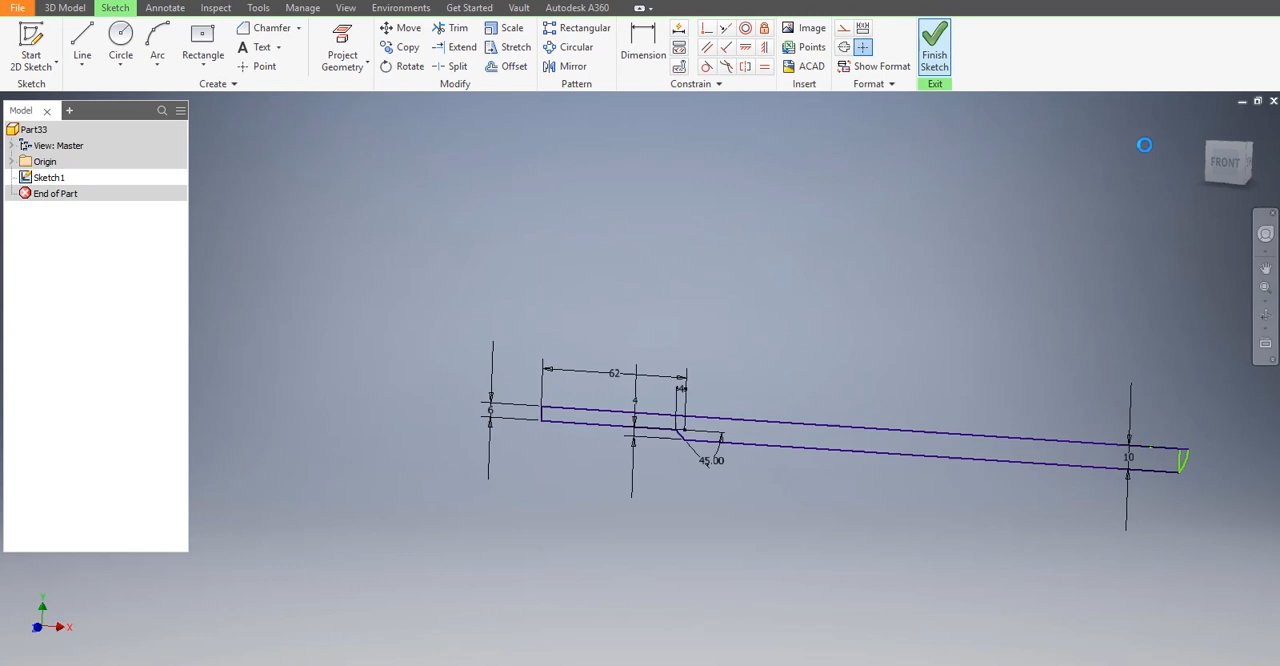 File 3D Model Sketch Annotate Inspect Tools Manage View Environments Get Started Vault Autodesk A360
Start 2D Sketch Line Circle Arc Rectangle Chamfer Text Point Project Geometry Move Copy Rotate Trim Extend Split Scale Stretch Offset Rectangular Circular Mirror Dimension Image Points ACAD Show Format Finish Sketch
Sketch Create Modify Pattern Constrain Insert Format Exit
Model
Part33
View: Master
Origin
Sketch1
End of Part
FRONT
62
4
4
6
45.00
10
Y
X
Z